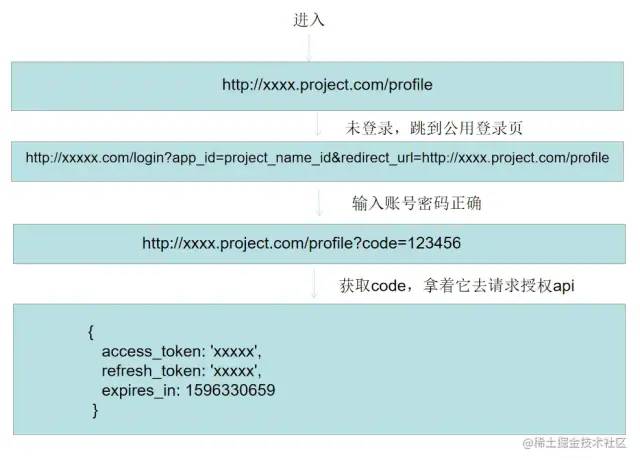 进入
http://xxxx.project.com/profile
未登录，跳到公用登录页
http://xxxxx.com/login?app_id=project_name_id&redirect_url=http://xxxx.project.com/profile
输入账号密码正确
http://xxxx.project.com/profile?code=123456
获取code，拿着它去请求授权api
{
access_token: 'xxxxx',
refresh_token: 'xxxxx',
expires_in: 1596330659
}
@稀土掘金技术社区